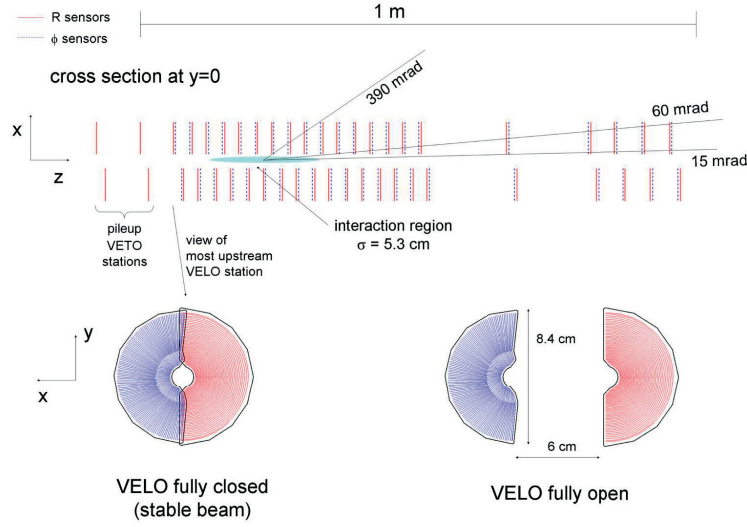 R sensors
1 m
ϕ sensors
cross section at y=0
390 mrad
60 mrad
x
z
15 mrad
interaction region
σ = 5.3 cm
pileup
VETO
stations
view of
most upstream
VELO station
y
x
8.4 cm
6 cm
VELO fully closed
(stable beam)
VELO fully open